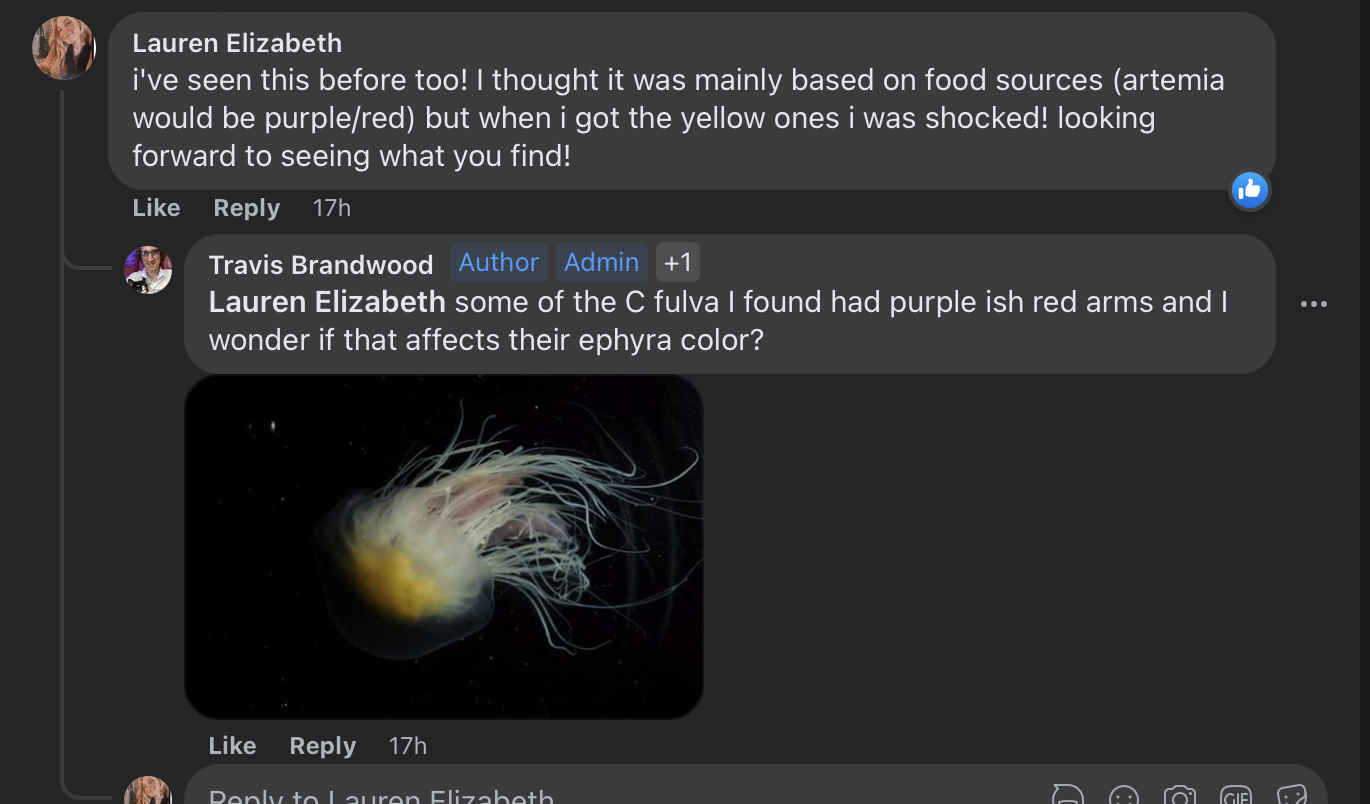 Lauren Elizabeth
i've seen this before too! I thought it was mainly based on food sources (artemia
would be purple/red) but when i got the yellow ones i was shocked! looking
forward to seeing what you find!
Like Reply 17h
Travis Brandwood Author Admin +1
Lauren Elizabeth some of the C fulva I found had purple ish red arms and I
wonder if that affects their ephyra color?
Like Reply 17h
Reply to Lauren Elizabeth
GIF